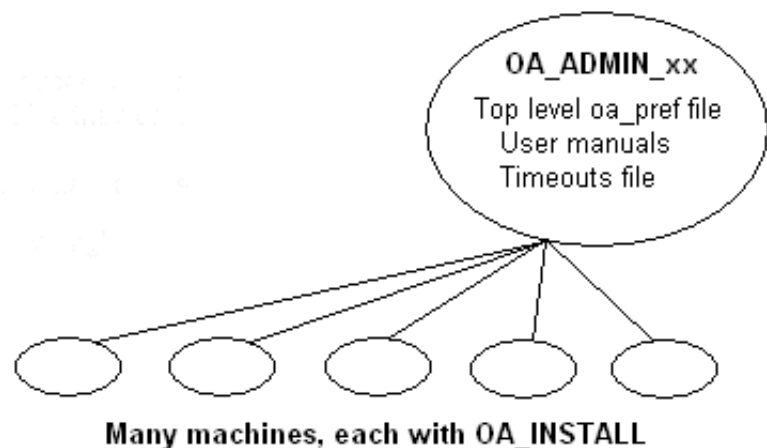 OA_ADMIN_xx
Top level oa_pref file
User manuals
Timeouts file
Many machines, each with OA_INSTALL